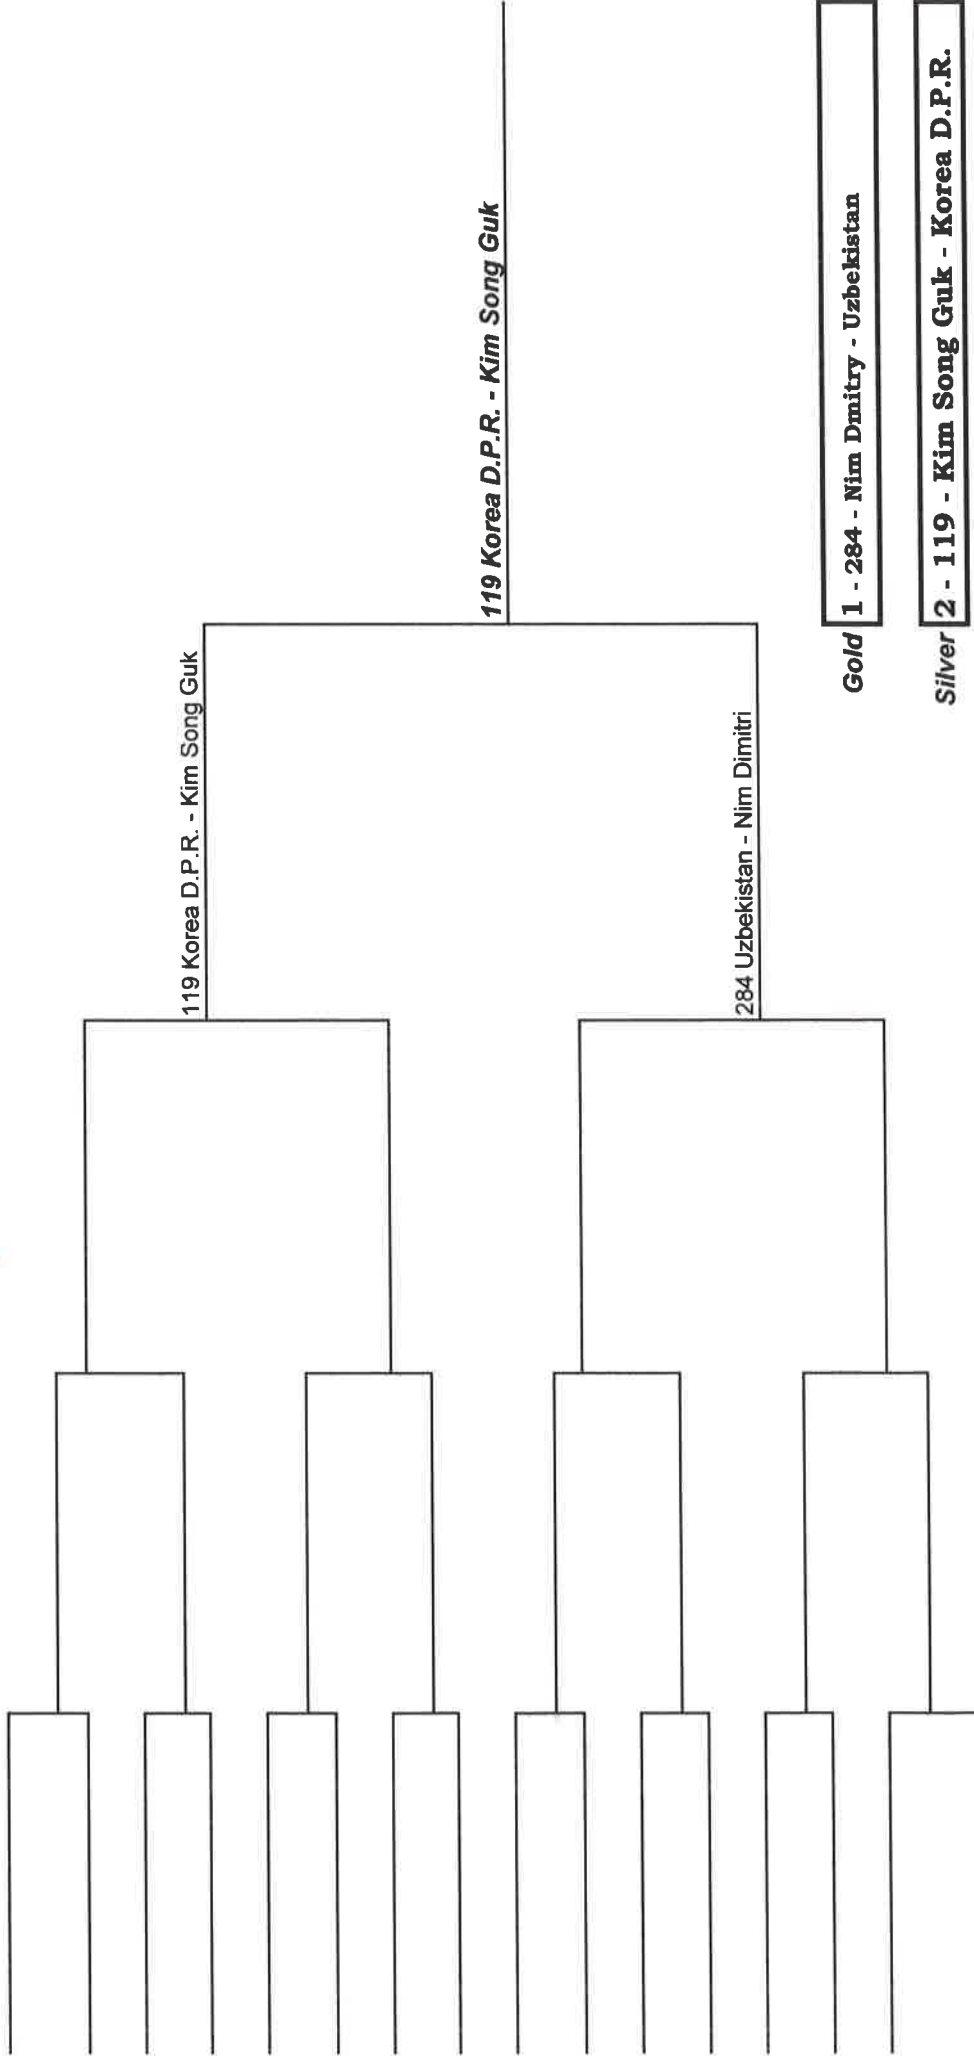 119 Korea D.P.R. - Kim Song Guk
119 Korea D.P.R. - Kim Song Guk
284 Uzbekistan - Nim Dimitri
Gold 1 - 284 - Nim Dmitry - Uzbekistan
Silver 2 - 119 - Kim Song Guk - Korea D.P.R.